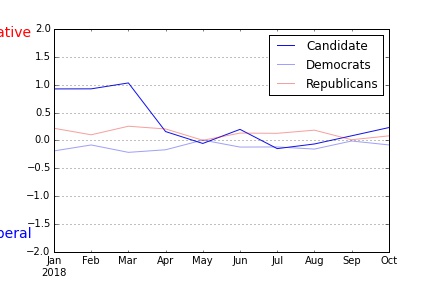 ative
2.0
1.5
1.0
0.5
0.0
−0.5
−1.0
−1.5
−2.0
beral
Candidate
Democrats
Republicans
Jan Feb Mar Apr May Jun Jul Aug Sep Oct
2018